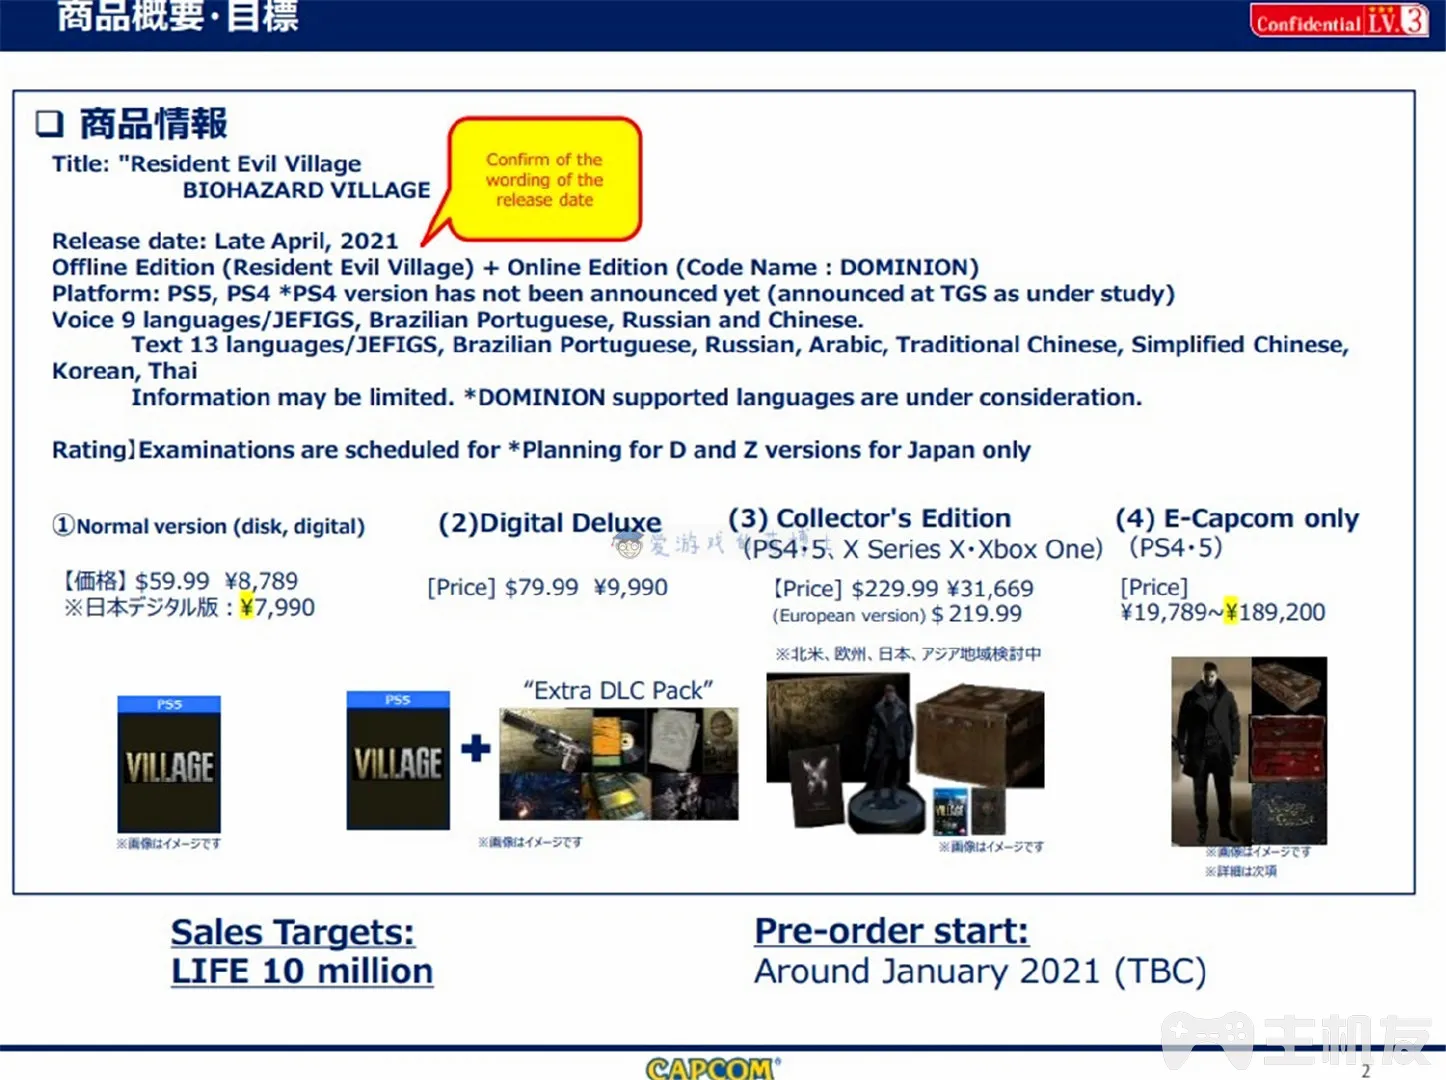 商品概要・目標
Confidential LV.3
❑ 商品情報
Title: "Resident Evil Village
BIOHAZARD VILLAGE
Confirm of the
wording of the
release date
Release date: Late April, 2021
Offline Edition (Resident Evil Village) + Online Edition (Code Name : DOMINION)
Platform: PS5, PS4 *PS4 version has not been announced yet (announced at TGS as under study)
Voice 9 languages/JEFIGS, Brazilian Portuguese, Russian and Chinese.
Text 13 languages/JEFIGS, Brazilian Portuguese, Russian, Arabic, Traditional Chinese, Simplified Chinese,
Korean, Thai
Information may be limited. *DOMINION supported languages are under consideration.
Rating】Examinations are scheduled for *Planning for D and Z versions for Japan only
①Normal version (disk, digital)
【価格】$59.99 ¥8,789
※日本デジタル版：¥7,990
PS5
VILLAGE
※画像はイメージです
(2)Digital Deluxe
[Price] $79.99 ¥9,990
“Extra DLC Pack”
PS5
VILLAGE
+
※画像はイメージです
(3) Collector's Edition
(PS4･5、X Series X･Xbox One)
【Price] $229.99 ¥31,669
(European version) $ 219.99
※北米、欧州、日本、アジア地域検討中
VILLAGE
※画像はイメージです
(4) E-Capcom only
（PS4･5）
[Price]
¥19,789~¥189,200
※画像はイメージです
※詳細は次項
爱游戏
Sales Targets:
LIFE 10 million
Pre-order start:
Around January 2021 (TBC)
CAPCOM
主机友
2